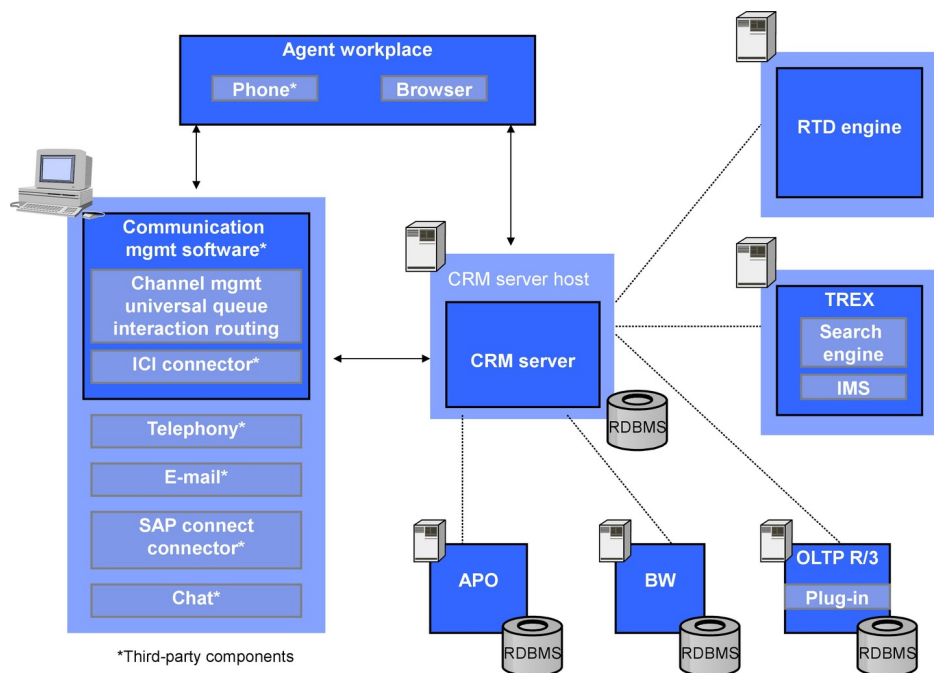 Agent workplace
Phone*
Browser
RTD engine
Communication
mgmt software*
Channel mgmt
universal queue
interaction routing
ICI connector*
Telephony*
E-mail*
SAP connect
connector*
Chat*
*Third-party components
CRM server host
CRM server
RDBMS
TREX
Search
engine
IMS
APO
RDBMS
BW
RDBMS
OLTP R/3
Plug-in
RDBMS